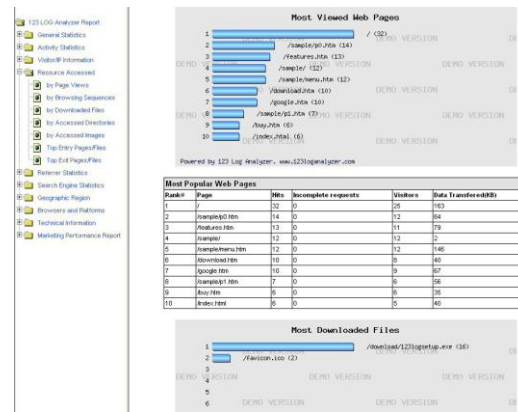 123 LOG Analyzer Report
General Statistics
Activity Statistics
Visitor/IP Information
Resource Accessed
by Page Views
by Browsing Sequences
by Downloaded Files
by Accessed Directories
by Accessed Images
Top Entry Pages/Files
Top Exit Pages/Files
Referrer Statistics
Search Engine Statistics
Geographic Region
Browsers and Platforms
Technical Information
Marketing Performance Report
Most Viewed Web Pages
1 / (32)
2 /sample/p0.htm (14)
3 /features.htm (13)
4 /sample/ (12)
5 /sample/menu.htm (12)
6 /download.htm (10)
7 /google.htm (10)
8 /sample/p1.htm (7)
9 /buy.htm (6)
10 /index.html (6)
DEMO VERSION
Powered by 123 Log Analyzer, www.123loganalyzer.com
Most Popular Web Pages
Rank# Page Hits Incomplete requests Visitors Data Transfered(KB)
1 / 32 0 26 163
2 /sample/p0.htm 14 0 12 64
3 /features.htm 13 0 11 79
4 /sample/ 12 0 12 2
5 /sample/menu.htm 12 0 12 146
6 /download.htm 10 0 8 40
7 /google.htm 10 0 9 67
8 /sample/p1.htm 7 0 6 56
9 /buy.htm 6 0 6 35
10 /index.html 6 0 5 40
Most Downloaded Files
1 /download/123logsetup.exe (16)
2 /favicon.ico (2)
3
4
5
6
DEMO VERSION DEMO VERSION
DEMO VERSION DEMO VERSION